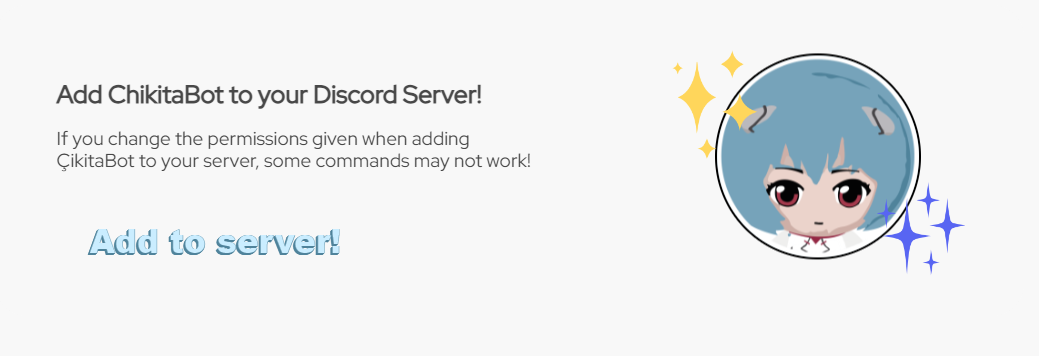 Add ChikitaBot to your Discord Server!
If you change the permissions given when adding
ÇikitaBot to your server, some commands may not work!
Add to server!